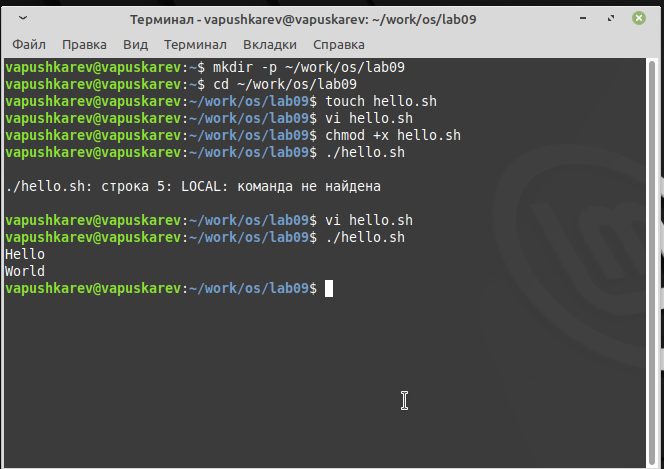 Терминал - vapushkarev@vapuskarev: ~/work/os/lab09
Файл Правка Вид Терминал Вкладки Справка
vapushkarev@vapuskarev:~$ mkdir -p ~/work/os/lab09
vapushkarev@vapuskarev:~$ cd ~/work/os/lab09
vapushkarev@vapuskarev:~/work/os/lab09$ touch hello.sh
vapushkarev@vapuskarev:~/work/os/lab09$ vi hello.sh
vapushkarev@vapuskarev:~/work/os/lab09$ chmod +x hello.sh
vapushkarev@vapuskarev:~/work/os/lab09$ ./hello.sh
./hello.sh: строка 5: LOCAL: команда не найдена
vapushkarev@vapuskarev:~/work/os/lab09$ vi hello.sh
vapushkarev@vapuskarev:~/work/os/lab09$ ./hello.sh
Hello
World
vapushkarev@vapuskarev:~/work/os/lab09$